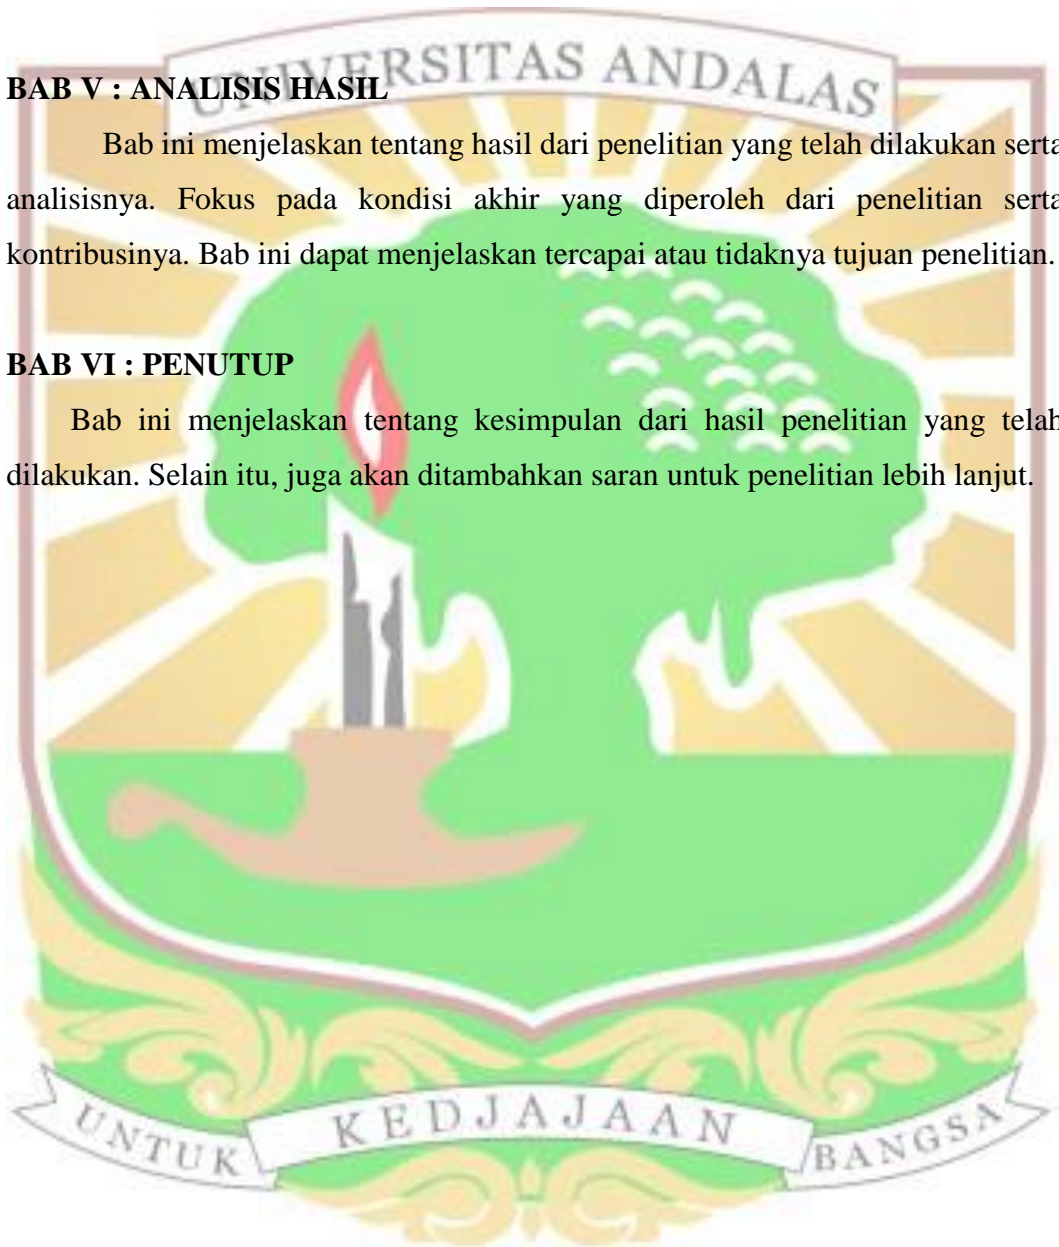 UNIVERSITAS ANDALAS
BAB V : ANALISIS HASIL
Bab ini menjelaskan tentang hasil dari penelitian yang telah dilakukan serta
analisisnya. Fokus pada kondisi akhir yang diperoleh dari penelitian serta
kontribusinya. Bab ini dapat menjelaskan tercapai atau tidaknya tujuan penelitian.
BAB VI : PENUTUP
Bab ini menjelaskan tentang kesimpulan dari hasil penelitian yang telah
dilakukan. Selain itu, juga akan ditambahkan saran untuk penelitian lebih lanjut.
UNTUK KEDJAJAAN BANGSA